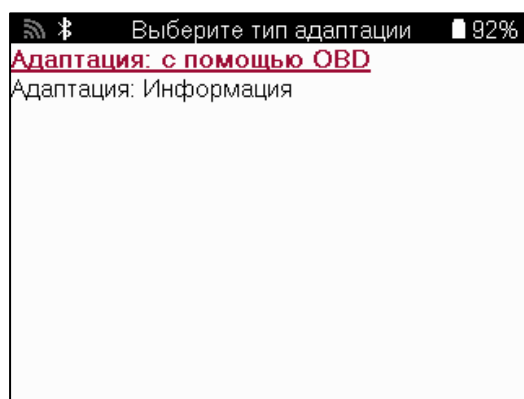 Выберите тип адаптации 92%
Адаптация: с помощью OBD
Адаптация: Информация